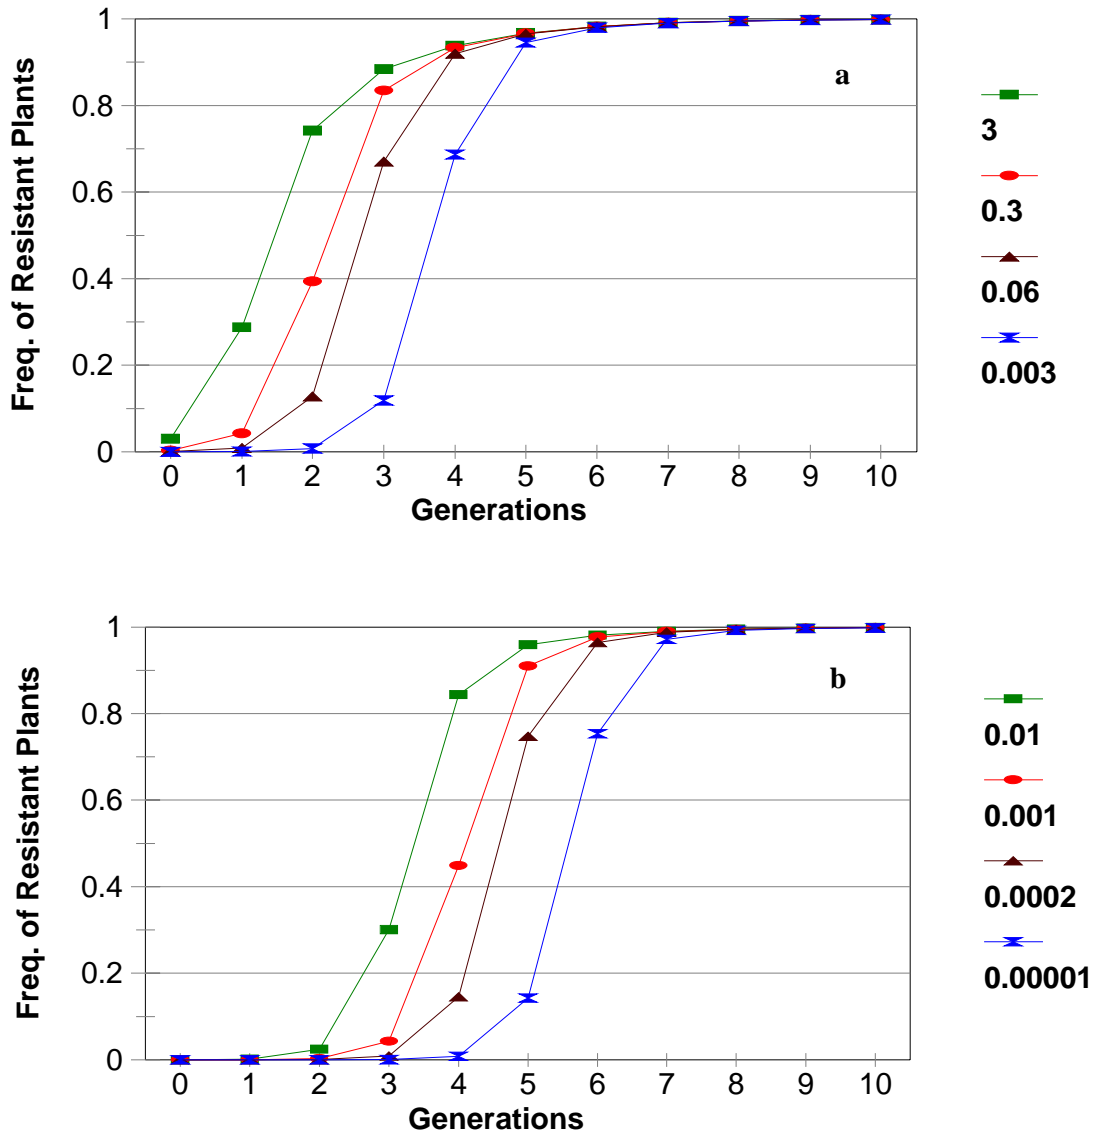 1
0.8
0.6
0.4
0.2
0
Freq. of Resistant Plants
a
0 1 2 3 4 5 6 7 8 9 10
Generations
3
0.3
0.06
0.003
1
0.8
0.6
0.4
0.2
0
Freq. of Resistant Plants
b
0 1 2 3 4 5 6 7 8 9 10
Generations
0.01
0.001
0.0002
0.00001